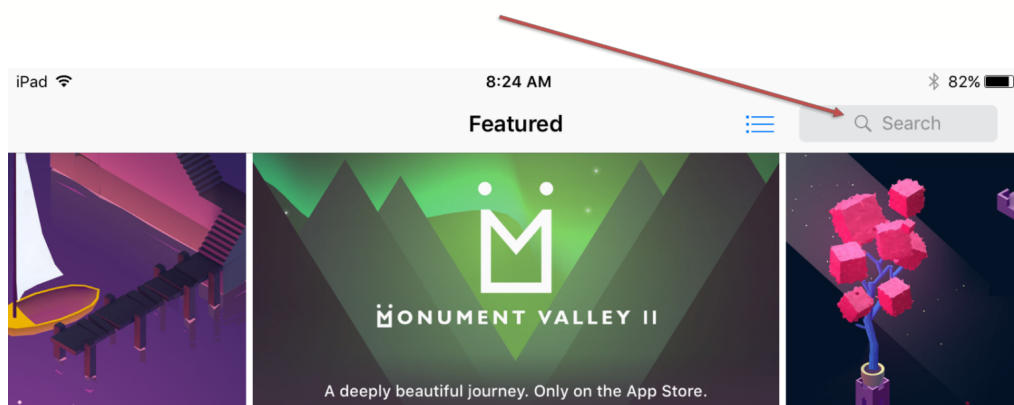 iPad 8:24 AM 82%
Featured Search
MONUMENT VALLEY II
A deeply beautiful journey. Only on the App Store.